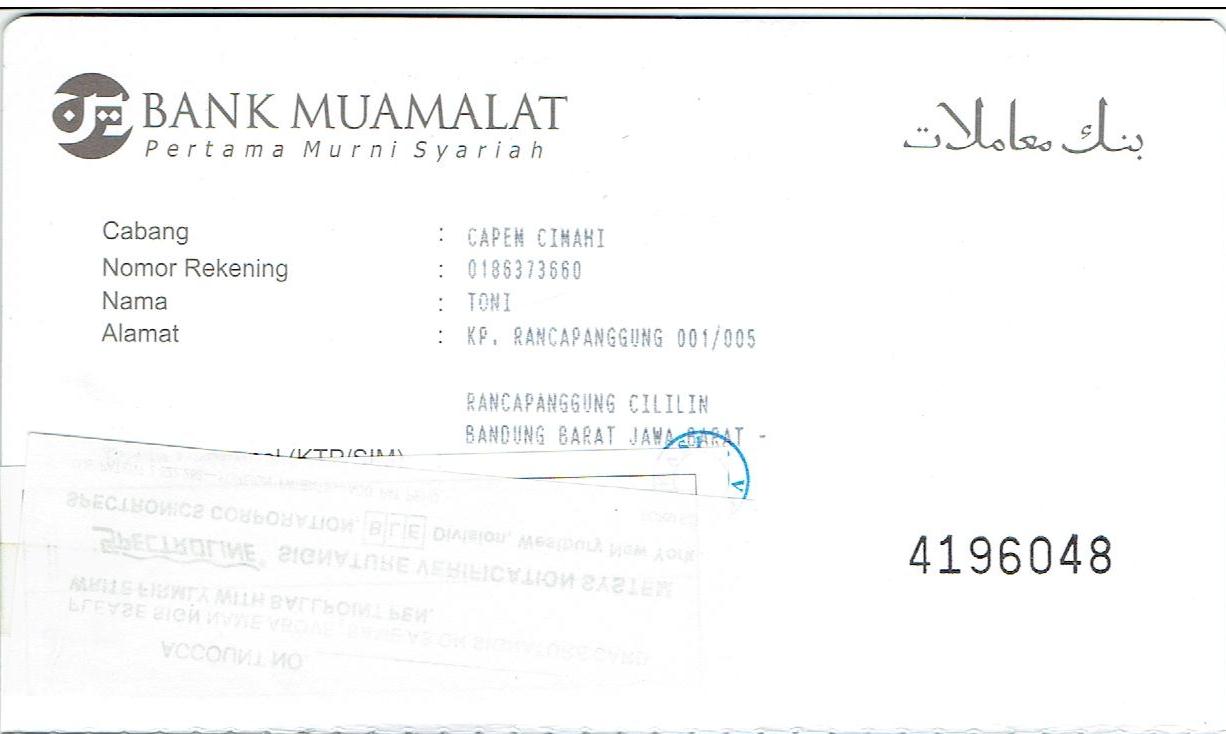 BANK MUAMALAT
Pertama Murni Syariah
بنك معاملات
Cabang : CAPEM CIMAHI
Nomor Rekening : 0186373660
Nama : TONI
Alamat : KP. RANCAPANGGUNG 001/005
RANCAPANGGUNG CILILIN
BANDUNG BARAT JAWA BARAT -
(KTP/SIM)
SPECTRONICS CORPORATION, BLE Division, Westbury New York
SPECTROLINE® SIGNATURE VERIFICATION SYSTEM
WRITE FIRMLY WITH BALLPOINT PEN.
PLEASE SIGN NAME ABOVE, SAME AS ON SIGNATURE CARD
ACCOUNT NO
4196048